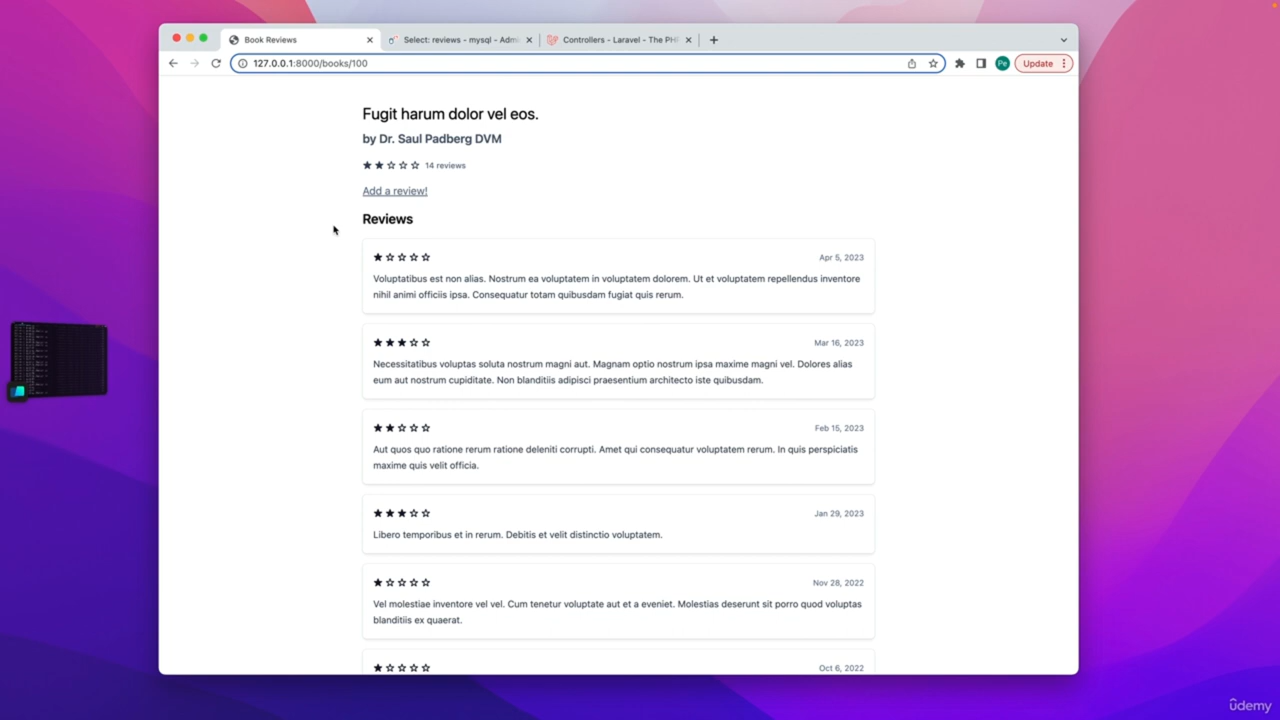 Book Reviews
Select: reviews - mysql - Admi
Controllers - Laravel - The PHP
127.0.0.1:8000/books/100
Pe
Update
Fugit harum dolor vel eos.
by Dr. Saul Padberg DVM
14 reviews
Add a review!
Reviews
Apr 5, 2023
Voluptatibus est non alias. Nostrum ea voluptatem in voluptatem dolorem. Ut et voluptatem repellendus inventore
nihil animi officiis ipsa. Consequatur totam quibusdam fugiat quis rerum.
Mar 16, 2023
Necessitatibus voluptas soluta nostrum magni aut. Magnam optio nostrum ipsa maxime magni vel. Dolores alias
eum aut nostrum cupiditate. Non blanditiis adipisci praesentium architecto iste quibusdam.
Feb 15, 2023
Aut quos quo ratione rerum ratione deleniti corrupti. Amet qui consequatur voluptatem rerum. In quis perspiciatis
maxime quis velit officia.
Jan 29, 2023
Libero temporibus et in rerum. Debitis et velit distinctio voluptatem.
Nov 28, 2022
Vel molestiae inventore vel vel. Cum tenetur voluptate aut et a eveniet. Molestias deserunt sit porro quod voluptas
blanditiis ex quaerat.
Oct 6, 2022
ûdemy